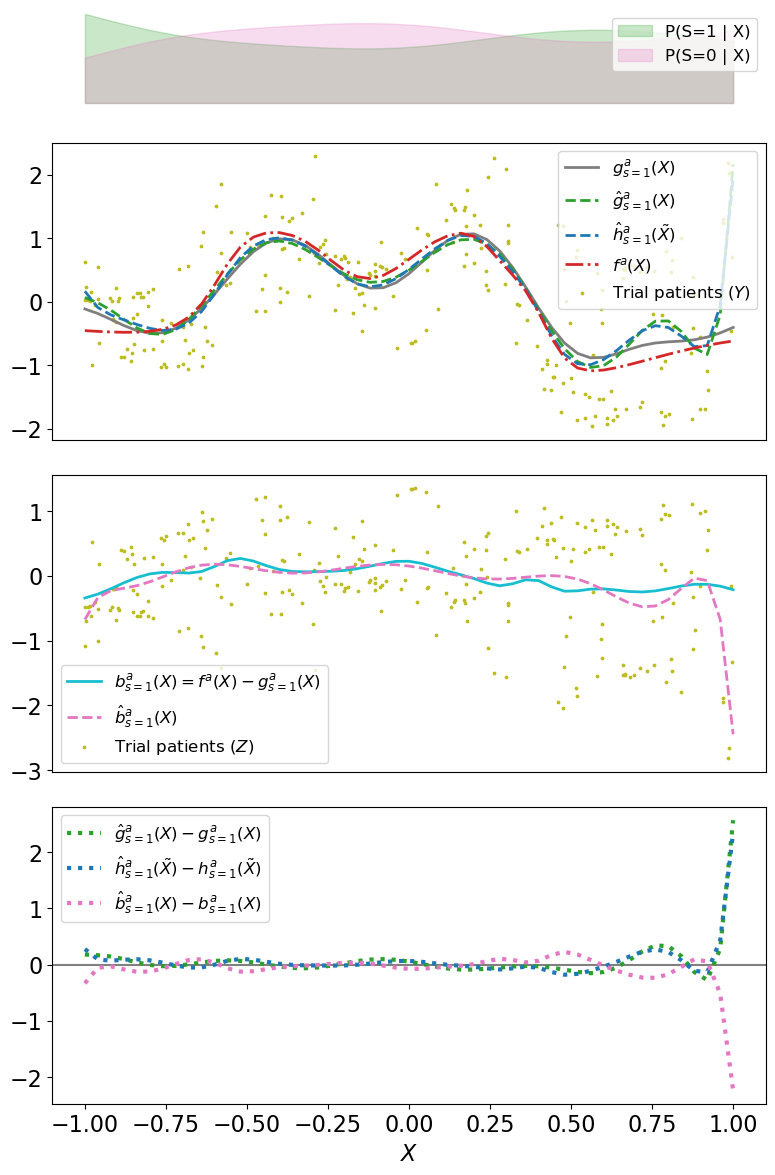 P(S=1 | X)
P(S=0 | X)
2
1
0
−1
−2
g^a_{s=1}(X)
ĝ^a_{s=1}(X)
ĥ^a_{s=1}(X̃)
f^a(X)
Trial patients (Y)
1
0
−1
−2
−3
b^a_{s=1}(X) = f^a(X) − g^a_{s=1}(X)
b̂^a_{s=1}(X)
Trial patients (Z)
2
1
0
−1
−2
ĝ^a_{s=1}(X) − g^a_{s=1}(X)
ĥ^a_{s=1}(X̃) − h^a_{s=1}(X̃)
b̂^a_{s=1}(X) − b^a_{s=1}(X)
−1.00 −0.75 −0.50 −0.25 0.00 0.25 0.50 0.75 1.00
X